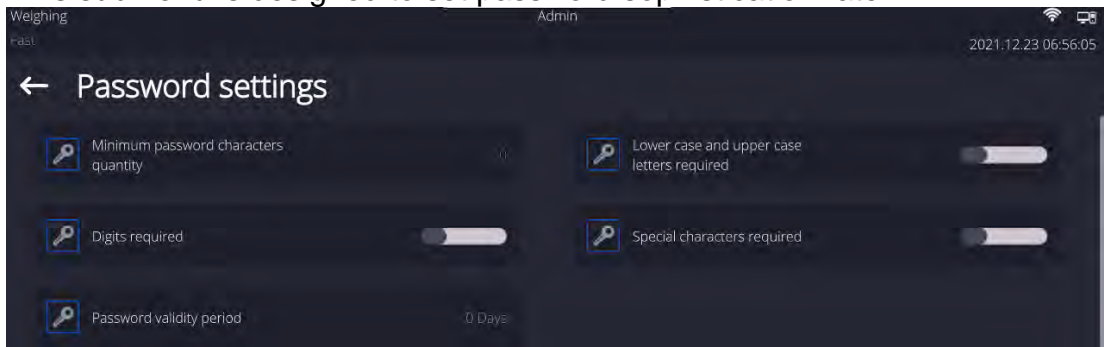 Weighing Admin
Fast 2021.12.23 06:56:05
← Password settings
Minimum password characters
quantity 0
Lower case and upper case
letters required
Digits required
Special characters required
Password validity period 0 Days